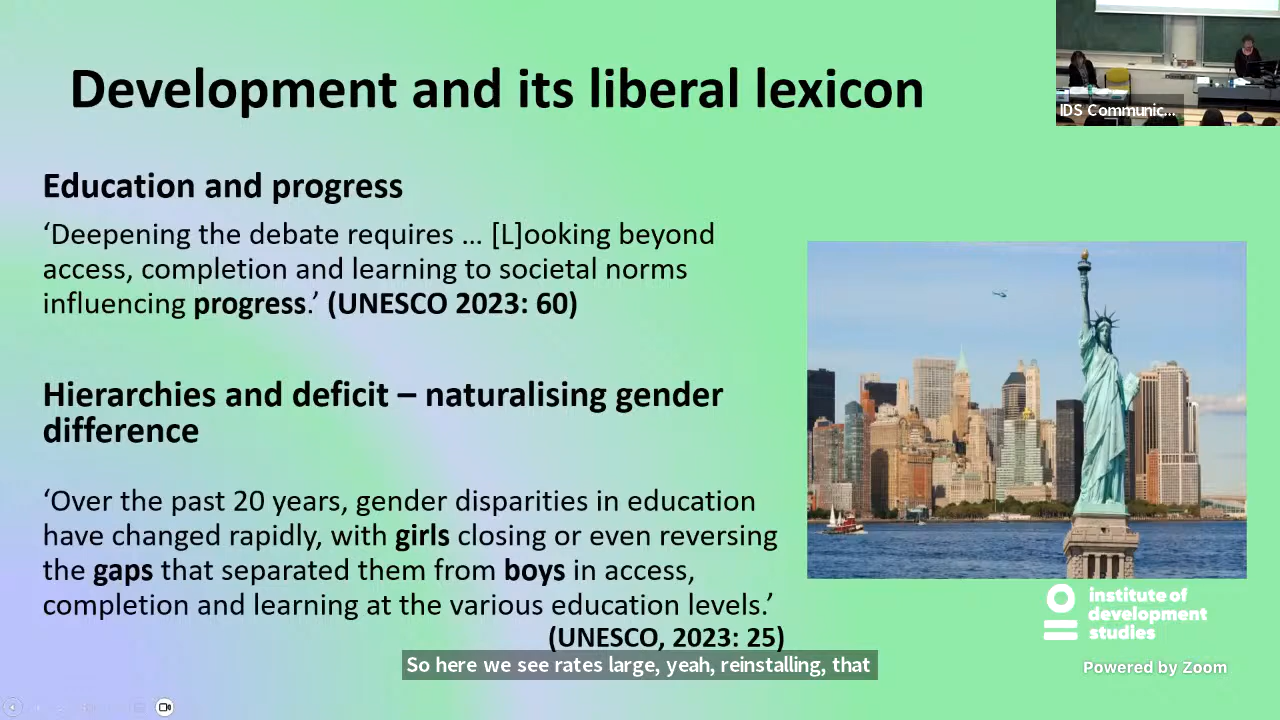 Development and its liberal lexicon
IDS Communic...
Education and progress
‘Deepening the debate requires … [L]ooking beyond
access, completion and learning to societal norms
influencing progress.’ (UNESCO 2023: 60)
Hierarchies and deficit – naturalising gender
difference
‘Over the past 20 years, gender disparities in education
have changed rapidly, with girls closing or even reversing
the gaps that separated them from boys in access,
completion and learning at the various education levels.’
(UNESCO, 2023: 25)
institute of
development
studies
So here we see rates large, yeah, reinstalling, that
Powered by Zoom